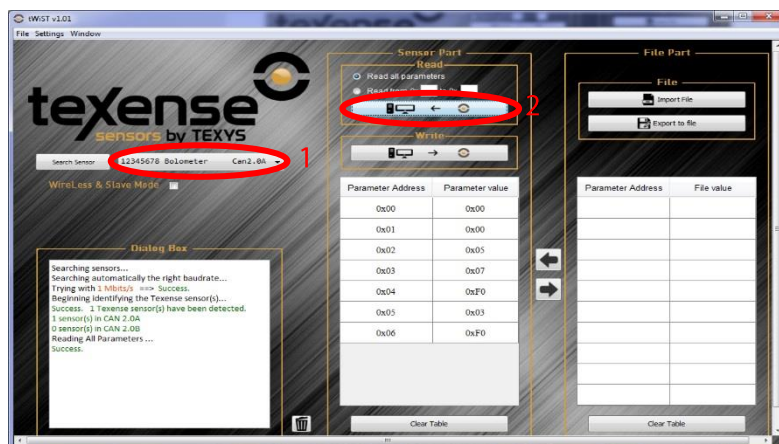 tWiST v1.01
File Settings Window
texense
sensors by TEXYS
Search Sensor
12345678 Bolometer Can2.0A
1
WireLess & Slave Mode
Dialog Box
Searching sensors...
Searching automatically the right baudrate...
Trying with 1 Mbits/s ==> Success.
Beginning identifying the Texense sensor(s)...
Success. 1 Texense sensor(s) have been detected.
1 sensor(s) in CAN 2.0A
0 sensor(s) in CAN 2.0B
Reading All Parameters ...
Success.
Sensor Part
Read
Read all parameters
Read from 0x to 0x
2
Write
Parameter Address Parameter value
0x00 0x00
0x01 0x00
0x02 0x05
0x03 0x07
0x04 0xF0
0x05 0x03
0x06 0xF0
Clear Table
File Part
File
Import File
Export to file
Parameter Address File value
Clear Table